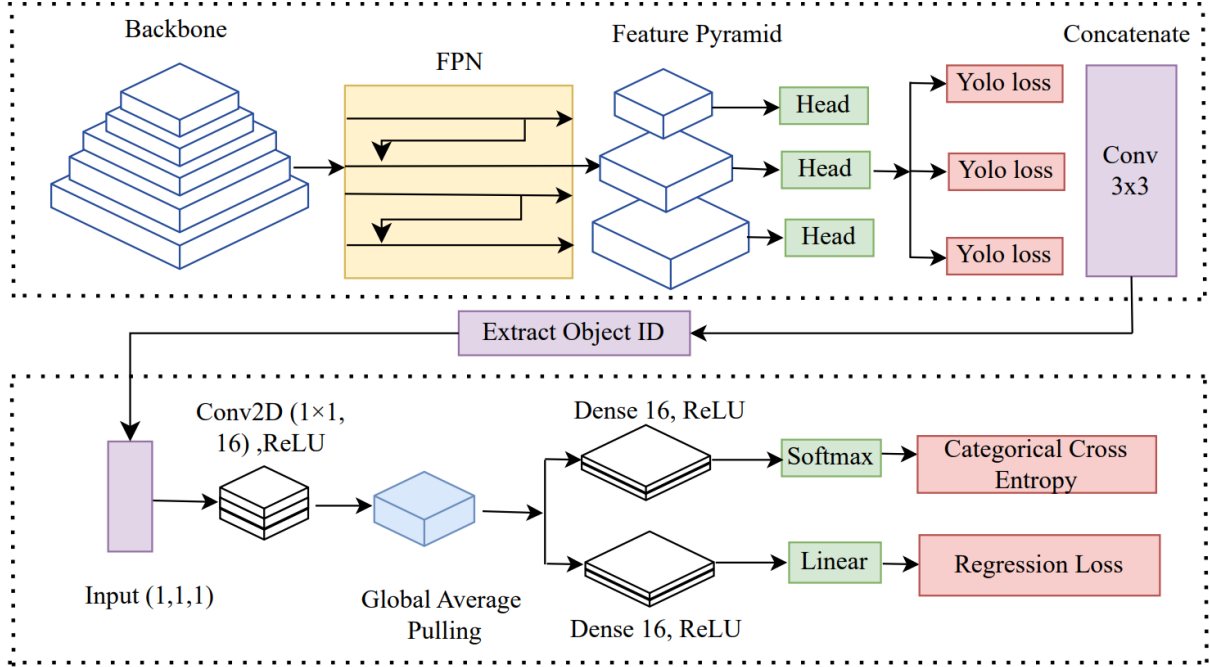 Backbone
FPN
Feature Pyramid
Concatenate
Head
Head
Head
Yolo loss
Yolo loss
Yolo loss
Conv
3x3
Extract Object ID
Input (1,1,1)
Conv2D (1×1,
16) ,ReLU
Global Average
Pulling
Dense 16, ReLU
Softmax
Categorical Cross
Entropy
Dense 16, ReLU
Linear
Regression Loss